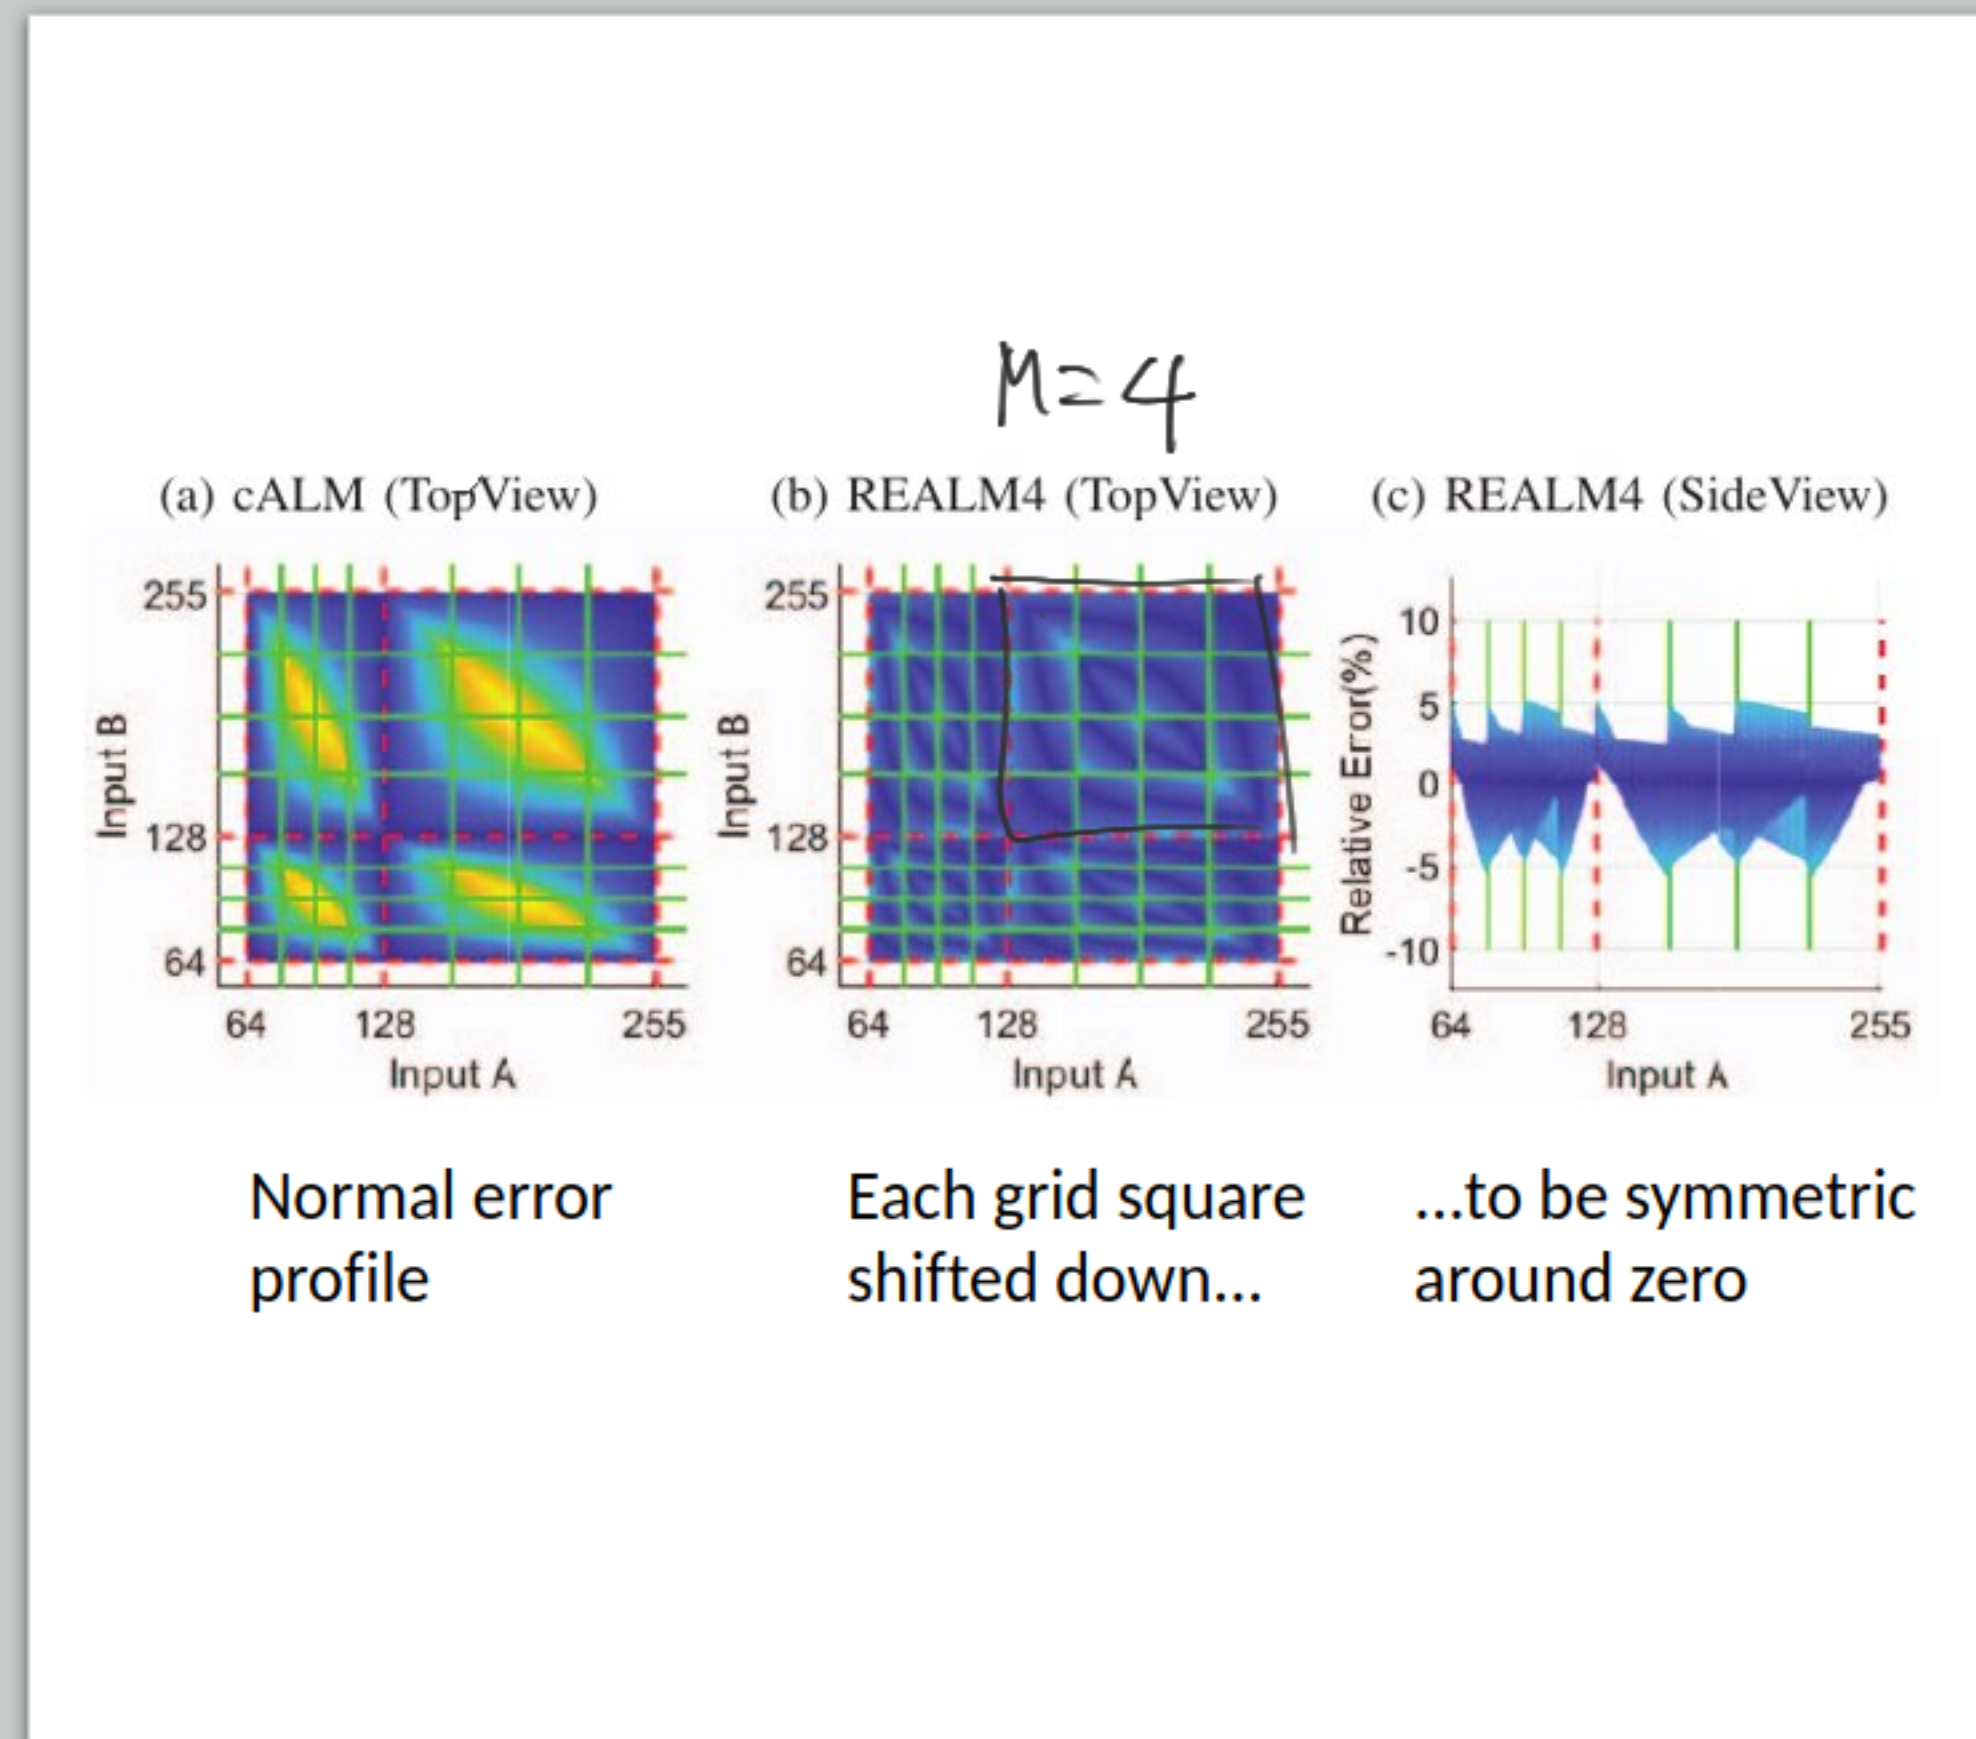 M=4
(a) cALM (TopView)
(b) REALM4 (TopView)
(c) REALM4 (SideView)
255
128
64
Input B
64
128
255
Input A
255
128
64
Input B
64
128
255
Input A
10
5
0
-5
-10
Relative Error(%)
64
128
255
Input A
Normal error
profile
Each grid square
shifted down...
...to be symmetric
around zero